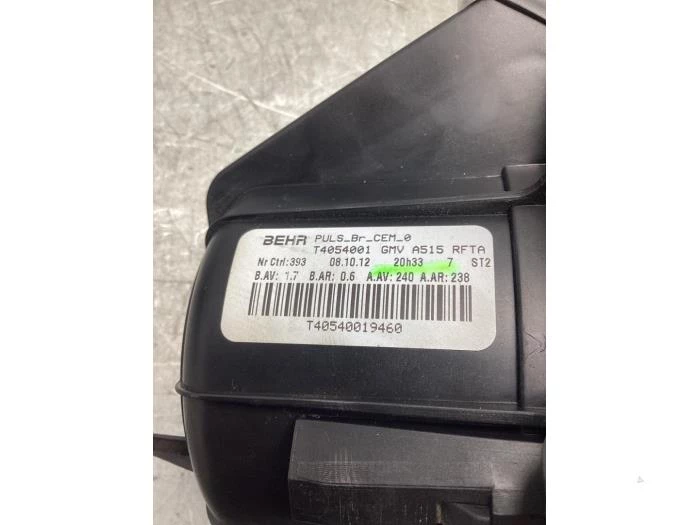 BEHR PULS_Br_CEM_0
T4054001 GMV A515 RFTA
Nr Ctrl:393 08.10.12 20h33 7 ST2
B.AV: 1.7 B.AR: 0.6 A.AV: 240 A.AR: 238
T40540019460